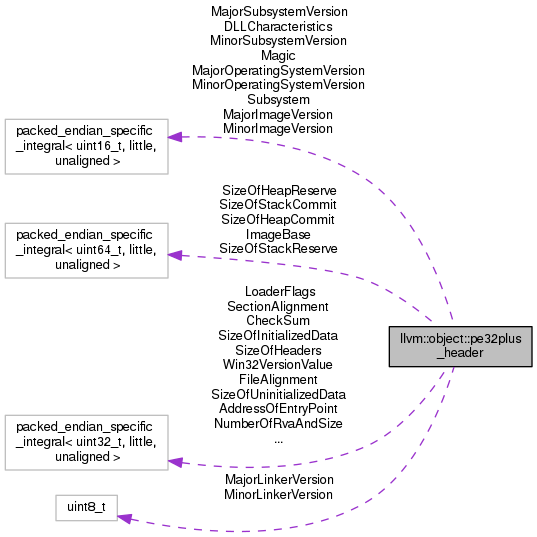 MajorSubsystemVersion
DLLCharacteristics
MinorSubsystemVersion
Magic
MajorOperatingSystemVersion
MinorOperatingSystemVersion
Subsystem
MajorImageVersion
MinorImageVersion
packed_endian_specific
_integral< uint16_t, little,
unaligned >
SizeOfHeapReserve
SizeOfStackCommit
SizeOfHeapCommit
ImageBase
SizeOfStackReserve
packed_endian_specific
_integral< uint64_t, little,
unaligned >
LoaderFlags
SectionAlignment
CheckSum
SizeOfInitializedData
SizeOfHeaders
Win32VersionValue
FileAlignment
SizeOfUninitializedData
AddressOfEntryPoint
NumberOfRvaAndSize
...
llvm::object::pe32plus
_header
packed_endian_specific
_integral< uint32_t, little,
unaligned >
MajorLinkerVersion
MinorLinkerVersion
uint8_t